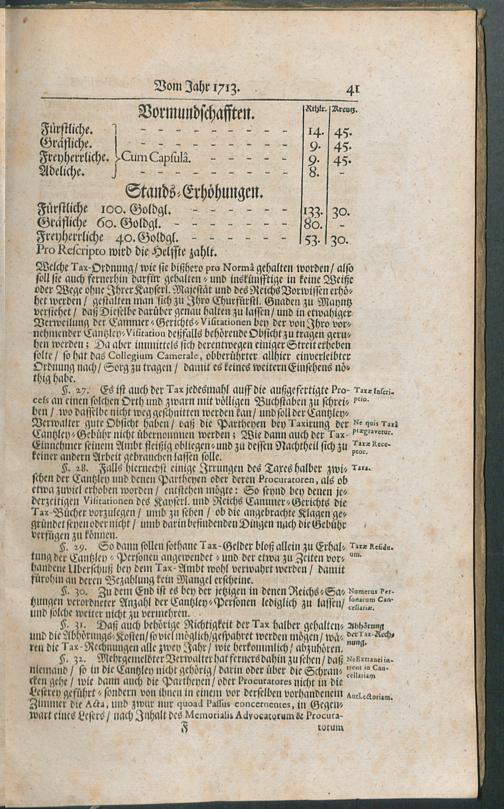 Vom Jahr 1713. 41
Vormundschafften. Rthlr. Kreutz.
Fürstliche. - - - - - - - - 14. 45.
Gräfliche. - - - - - - - - 9. 45.
Freyherrliche. Cum Capsulâ. - - - - - 9. 45.
Adeliche. - - - - - - - - 8. -
Stands-Erhöhungen.
Fürstliche 100. Goldgl. - - - - - - 133. 30.
Gräfliche 60. Goldgl. - - - - - - 80. -
Freyherrliche 40. Goldgl. - - - - - 53. 30.
Pro Rescripto wird die Helffte zahlt.
Welche Tax-Ordnung / wie sie bißhero pro Normâ gehalten worden / also
soll sie auch fernerhin darfür gehalten - und inskünfftige in keine Weiße
oder Wege ohne Ihrer Kayserl. Majestät und des Reichs Vorwissen erhö-
het werden / gestalten man sich zu Ihro Churfürstl. Gnaden zu Mayntz
versiehet / daß Dieselbe darüber genau halten zu lassen / und in etwahiger
Verweilung der Cammer-Gerichts-Visitationen bey der von Ihro vor-
nehmender Cantzley-Visitation desfalls behörende Obsicht zu tragen geru-
hen werden : Da aber immittels sich derentwegen einiger Streit erheben
solte / so hat das Collegium Camerale, obberührter allhier einverleibter
Ordnung nach / Sorg zu tragen / damit es keines weitern Einsehens nö-
thig habe.
§. 27. Es ist auch der Tax jedesmahl auff die außgefertigte Pro-
cess an einen solchen Orth und zwarn mit völligen Buchstaben zu schrei-
ben / wo dasselbe nicht weg geschnitten werden kan / und soll der Cantzley-
Verwalter gute Obsicht haben / daß die Partheyen bey Taxirung der
Cantzley-Gebühr nicht übernommen werden ; Wie dann auch der Tax-
Einnehmer seinem Ambt fleißig obliegen - und zu dessen Nachtheil sich zu
keiner andern Arbeit gebrauchen lassen solle.
Taxæ Inscri-
ptio.
Ne quis Taxâ
prægravetur.
Taxæ Rece-
ptor.
§. 28. Falls hiernechst einige Irrungen des Taxes halber zwi-
schen der Cantzley und denen Partheyen oder deren Procuratoren, als ob
etwa zuviel erhoben worden / entstehen mögte : So seynd bey denen je-
derzeitigen Visitationen des Kayserl. und Reichs Cammer-Gerichts die
Tax-Bücher vorzulegen / umb zu sehen / ob die angebrachte Klagen ge-
gründet seyen oder nicht / umb darin befindenden Dingen nach die Gebühr
verfügen zu können.
Taxa.
§. 29. So dann sollen sothane Tax-Gelder bloß allein zu Erhal-
tung der Cantzley-Personen angewendet - und der etwa zu Zeiten vor-
handene Überschuß bey dem Tax-Ambt wohl verwahrt werden / damit
fürohin an deren Bezahlung kein Mangel erscheine.
Taxæ Resídu-
um.
§. 30. Zu dem End ist es bey der jetzigen in denen Reichs-Sa-
tzungen verordneter Anzahl der Cantzley-Personen lediglich zu lassen /
und solche weiter nicht zu vermehren.
Numerus Per-
sonarum Can-
cellariæ.
§. 31. Daß auch behörige Richtigkeit der Tax halber gehalten-
und die Abhörungs-Kosten / so viel möglich / gespahret werden mögen / wä-
ren die Tax-Rechnungen alle zwey Jahr / wie herkommlich / abzuhören.
Abhörung
der Tax-Rech-
nung.
§. 32. Mehrgemeldter Verwalter hat ferners dahin zu sehen / daß
niemand / so in die Cantzley nicht gehörig / darin oder über die Schran-
cken gehe / wie dann auch die Partheyen / oder Procuratores nicht in die
Leserey geführt - sondern von ihnen in einem vor derselben vorhandenem
Zimmer die Acta, und zwar nur quoad Passus concernentes, in Gegen-
wart eines Lesers / nach Inhalt des Memorialis Advocatorum & Procura-
Ne Extranei in-
trent in Can-
cellariam
Aut Lectoriam.
F torum